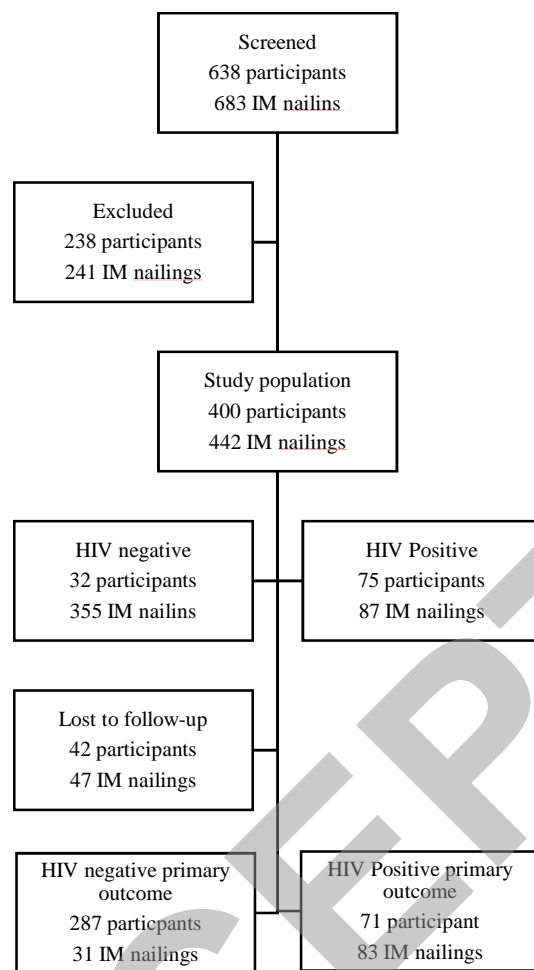 Screened
638 participants
683 IM nailins
Excluded
238 participants
241 IM nailings
Study population
400 participants
442 IM nailings
HIV negative
32 participants
355 IM nailins
HIV Positive
75 participants
87 IM nailings
Lost to follow-up
42 participants
47 IM nailings
HIV negative primary
outcome
287 particpants
31 IM nailings
HIV Positive primary
outcome
71 participant
83 IM nailings